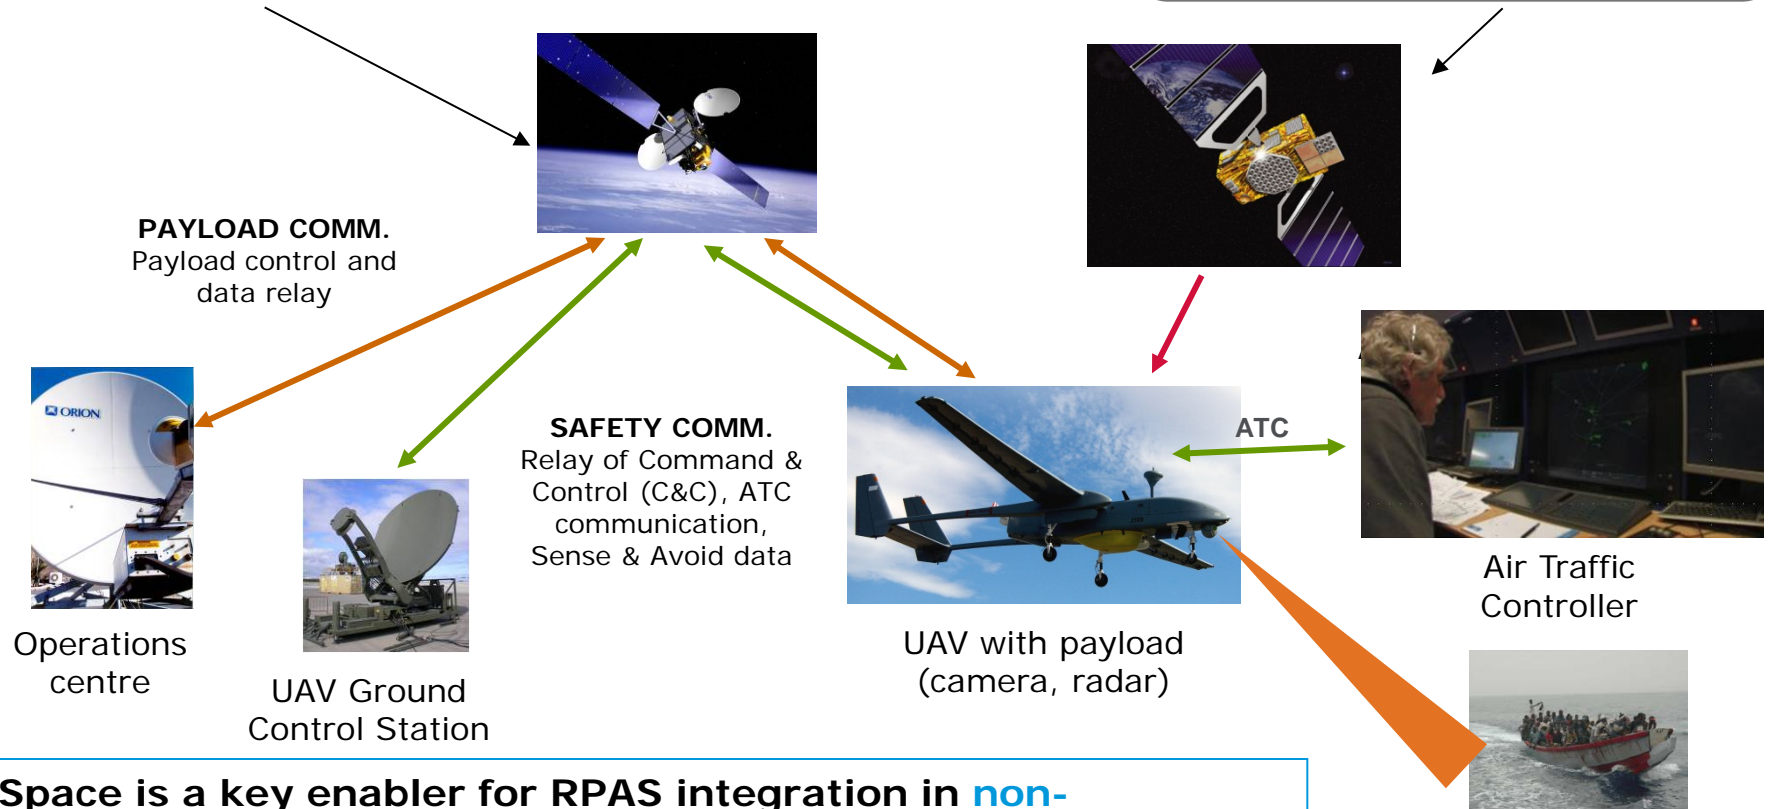 PAYLOAD COMM.
Payload control and
data relay
ORION
SAFETY COMM.
Relay of Command &
Control (C&C), ATC
communication,
Sense & Avoid data
ATC
Air Traffic
Controller
Operations
centre
UAV Ground
Control Station
UAV with payload
(camera, radar)
Space is a key enabler for RPAS integration in non-